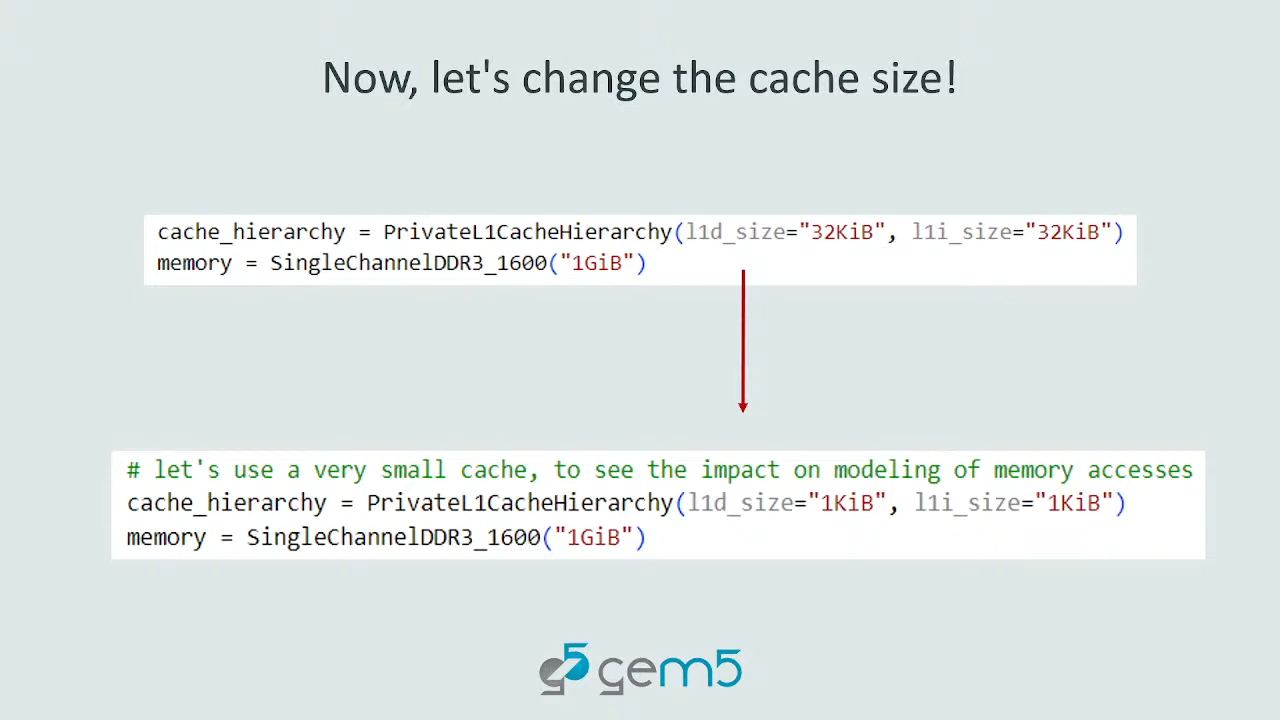 Now, let's change the cache size!
cache_hierarchy = PrivateL1CacheHierarchy(l1d_size="32KiB", l1i_size="32KiB")
memory = SingleChannelDDR3_1600("1GiB")
# let's use a very small cache, to see the impact on modeling of memory accesses
cache_hierarchy = PrivateL1CacheHierarchy(l1d_size="1KiB", l1i_size="1KiB")
memory = SingleChannelDDR3_1600("1GiB")
g5 gem5